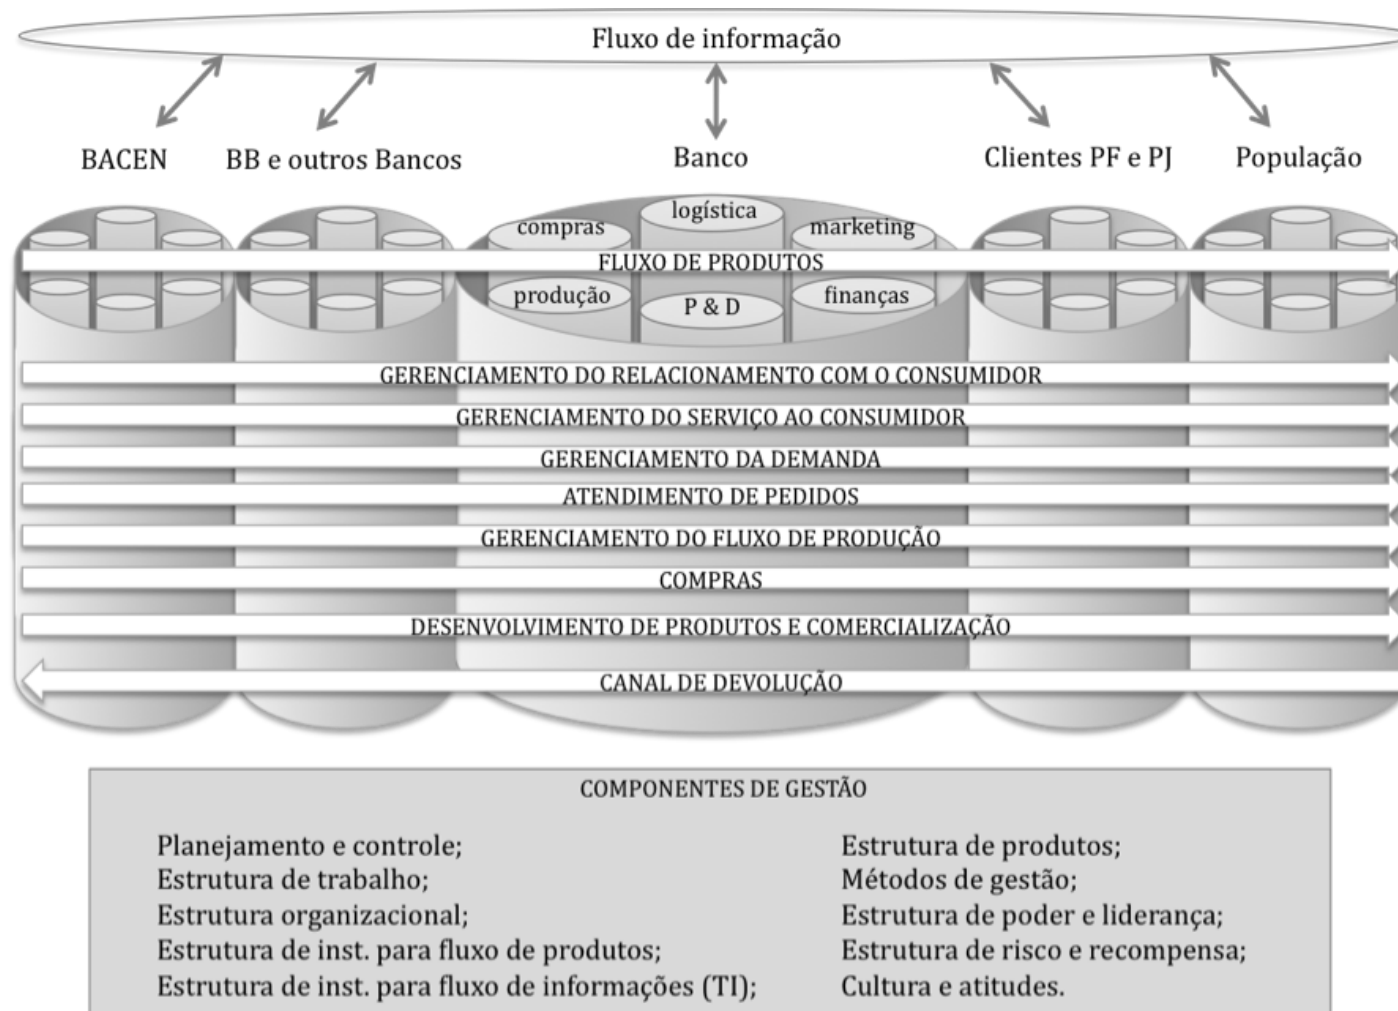 Fluxo de informação
BACEN
BB e outros Bancos
Banco
Clientes PF e PJ
População
compras
logística
marketing
FLUXO DE PRODUTOS
produção
P & D
finanças
GERENCIAMENTO DO RELACIONAMENTO COM O CONSUMIDOR
GERENCIAMENTO DO SERVIÇO AO CONSUMIDOR
GERENCIAMENTO DA DEMANDA
ATENDIMENTO DE PEDIDOS
GERENCIAMENTO DO FLUXO DE PRODUÇÃO
COMPRAS
DESENVOLVIMENTO DE PRODUTOS E COMERCIALIZAÇÃO
CANAL DE DEVOLUÇÃO
COMPONENTES DE GESTÃO
Planejamento e controle;
Estrutura de trabalho;
Estrutura organizacional;
Estrutura de inst. para fluxo de produtos;
Estrutura de inst. para fluxo de informações (TI);
Estrutura de produtos;
Métodos de gestão;
Estrutura de poder e liderança;
Estrutura de risco e recompensa;
Cultura e atitudes.